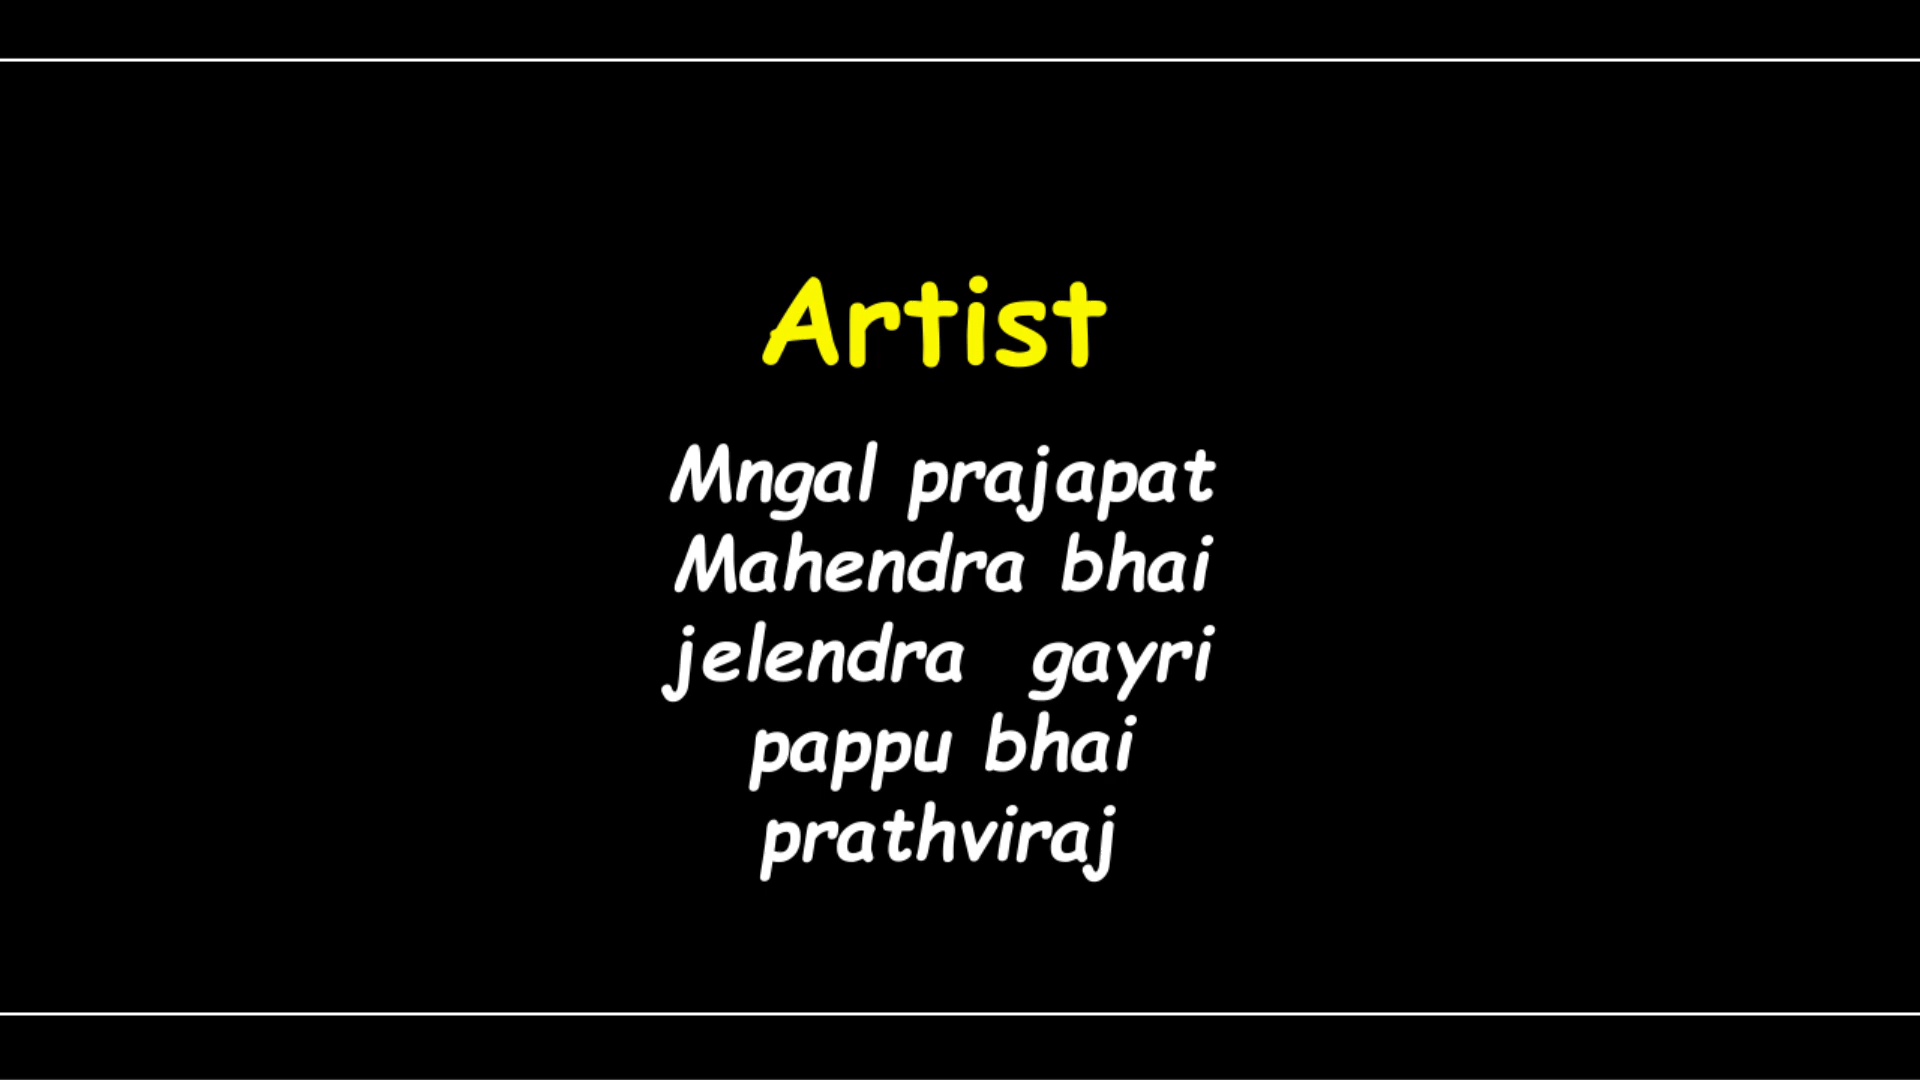 Artist
Mngal prajapat
Mahendra bhai
jelendra  gayri
pappu bhai
prathviraj